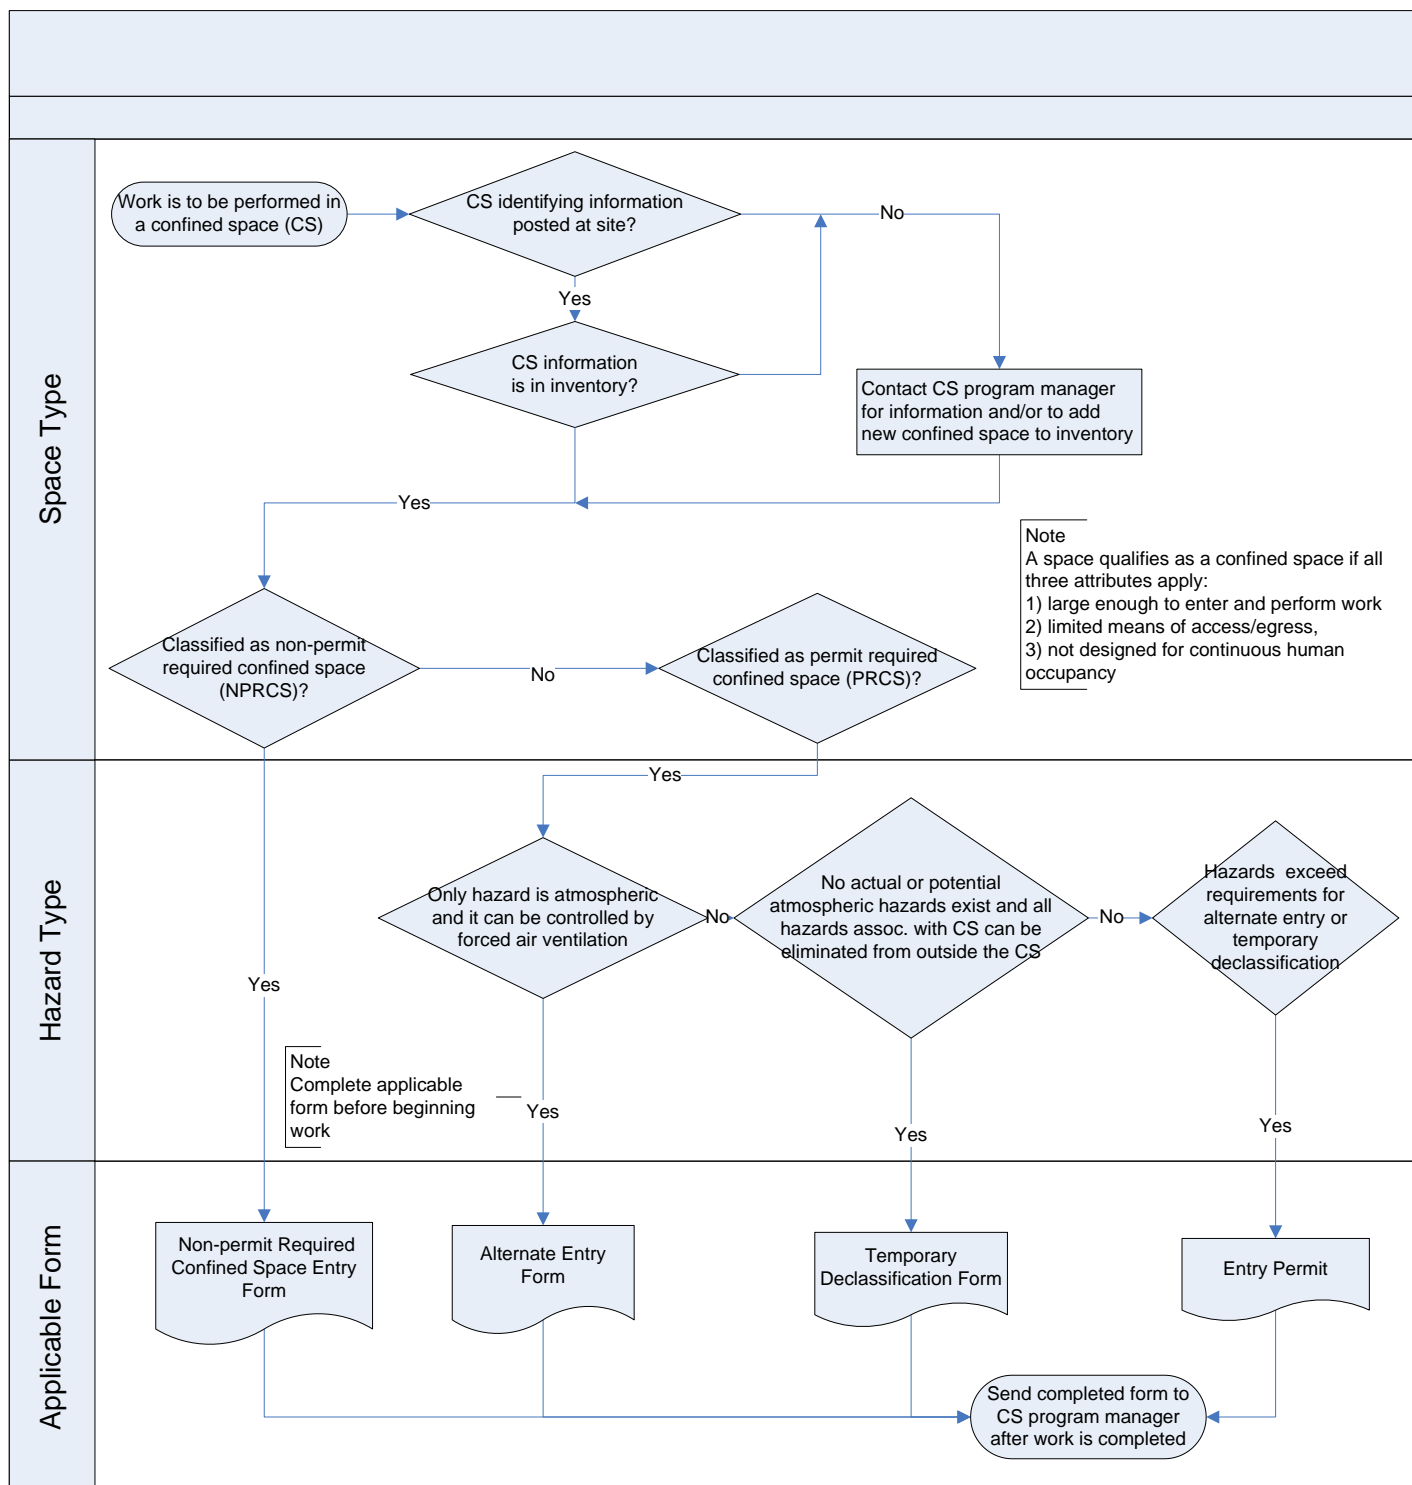 Space Type
Work is to be performed in
a confined space (CS)
CS identifying information
posted at site?
No
Yes
CS information
is in inventory?
Contact CS program manager
for information and/or to add
new confined space to inventory
Yes
Note
A space qualifies as a confined space if all
three attributes apply:
1) large enough to enter and perform work
2) limited means of access/egress,
3) not designed for continuous human
occupancy
Classified as non-permit
required confined space
(NPRCS)?
No
Classified as permit required
confined space (PRCS)?
Hazard Type
Yes
Only hazard is atmospheric
and it can be controlled by
forced air ventilation
No
No actual or potential
atmospheric hazards exist and all
hazards assoc. with CS can be
eliminated from outside the CS
No
Hazards  exceed
requirements for
alternate entry or
temporary
declassification
Yes
Note
Complete applicable
form before beginning
work
Yes
Yes
Yes
Applicable Form
Non-permit Required
Confined Space Entry
Form
Alternate Entry
Form
Temporary
Declassification Form
Entry Permit
Send completed form to
CS program manager
after work is completed